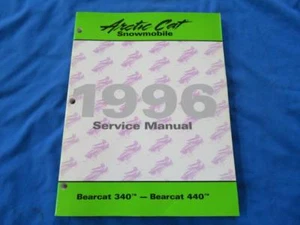 Arctic Cat
Snowmobile
1996
Service Manual
Bearcat 340™ — Bearcat 440™